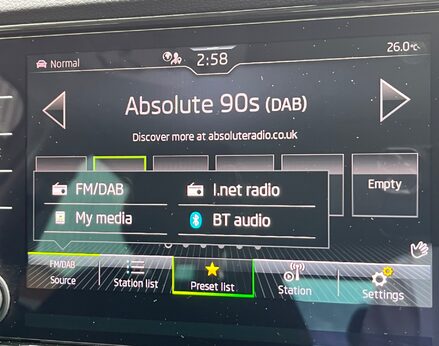 Normal
2:58
26.0°C
Absolute 90s (DAB)
Discover more at absoluteradio.co.uk
FM/DAB
I.net radio
My media
BT audio
Empty
FM/DAB
Source
Station list
Preset list
Station
Settings